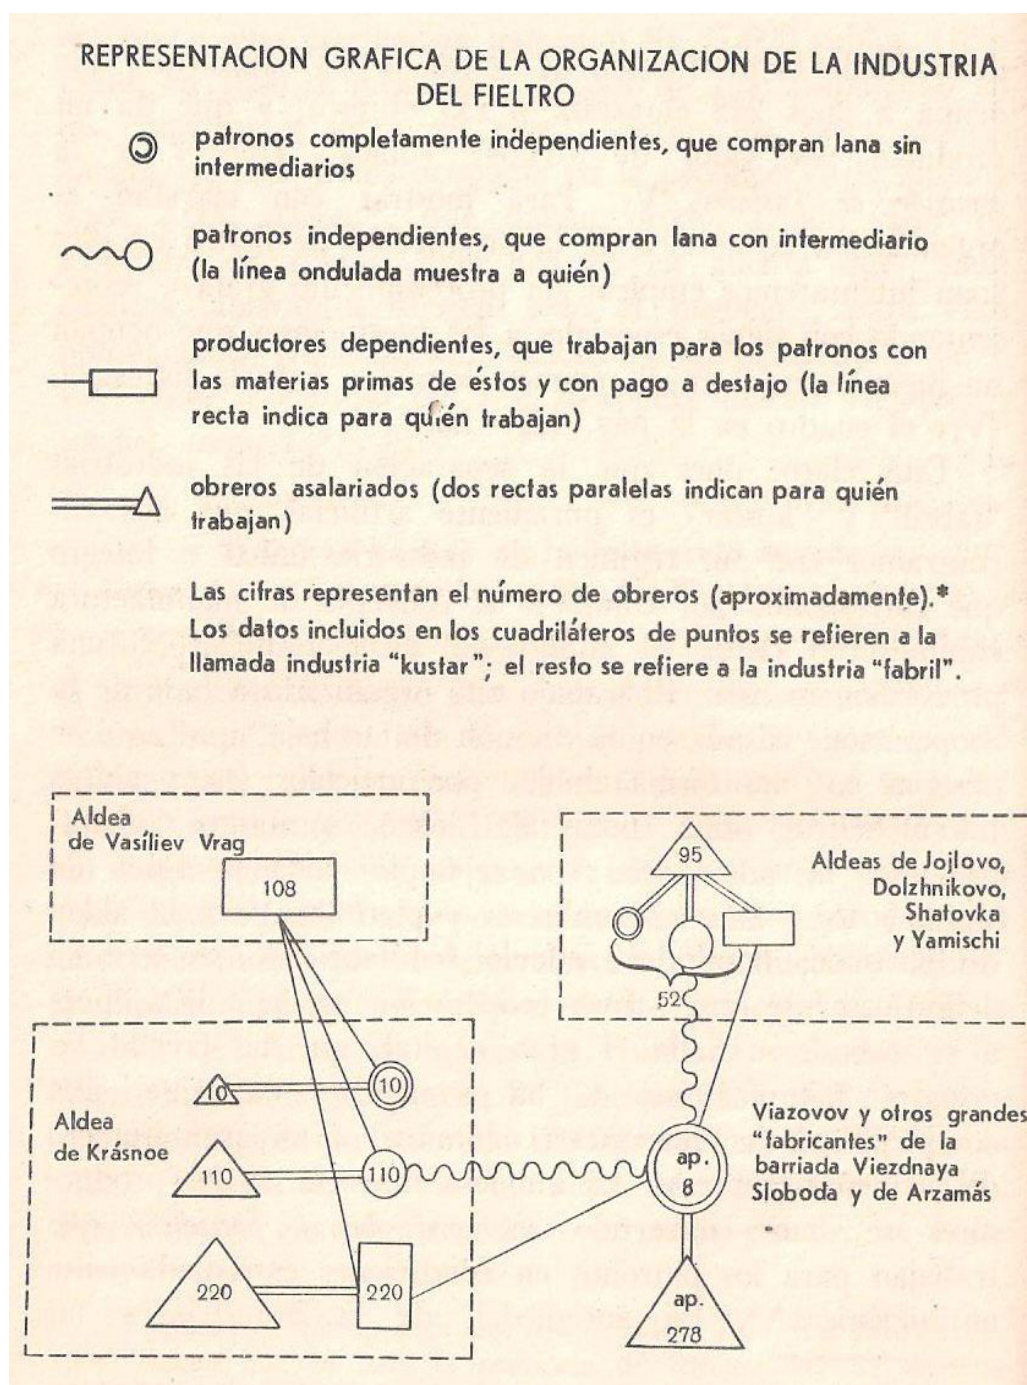 REPRESENTACION GRAFICA DE LA ORGANIZACION DE LA INDUSTRIA
DEL FIELTRO
patronos completamente independientes, que compran lana sin
intermediarios
patronos independientes, que compran lana con intermediario
(la línea ondulada muestra a quién)
productores dependientes, que trabajan para los patronos con
las materias primas de éstos y con pago a destajo (la línea
recta indica para quién trabajan)
obreros asalariados (dos rectas paralelas indican para quién
trabajan)
Las cifras representan el número de obreros (aproximadamente).*
Los datos incluidos en los cuadriláteros de puntos se refieren a la
llamada industria “kustar”; el resto se refiere a la industria “fabril”.
Aldea
de Vasíliev Vrag
108
95
Aldeas de Jojlovo,
Dolzhnikovo,
Shatovka
y Yamischi
52
Aldea
de Krásnoe
10
10
110
110
220
220
ap.
8
Viazovov y otros grandes
“fabricantes” de la
barriada Viezdnaya
Sloboda y de Arzamás
ap.
278